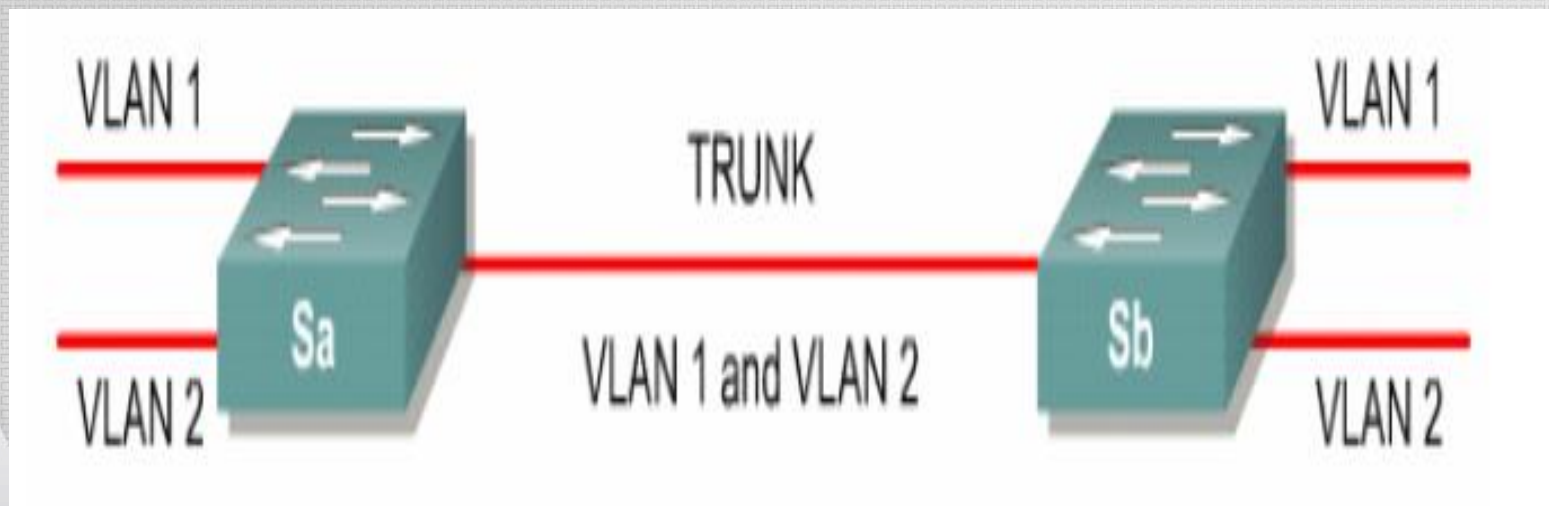 VLAN 1
VLAN 1
TRUNK
Sa
Sb
VLAN 1 and VLAN 2
VLAN 2
VLAN 2